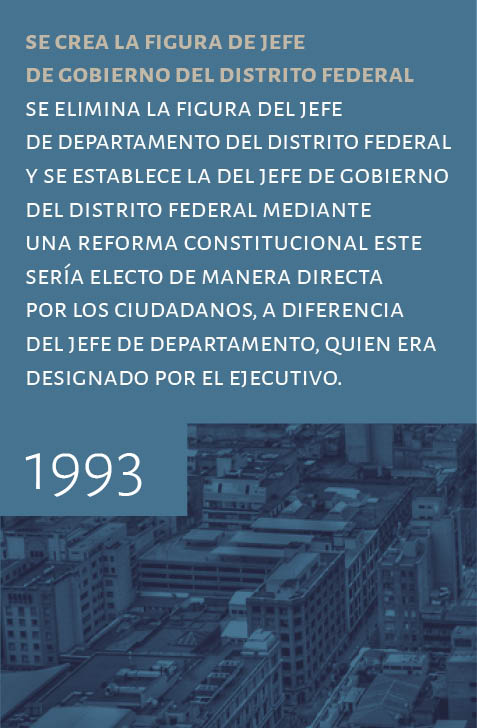 SE CREA LA FIGURA DE JEFE
DE GOBIERNO DEL DISTRITO FEDERAL
SE ELIMINA LA FIGURA DEL JEFE
DE DEPARTAMENTO DEL DISTRITO FEDERAL
Y SE ESTABLECE LA DEL JEFE DE GOBIERNO
DEL DISTRITO FEDERAL MEDIANTE
UNA REFORMA CONSTITUCIONAL ESTE
SERÍA ELECTO DE MANERA DIRECTA
POR LOS CIUDADANOS, A DIFERENCIA
DEL JEFE DE DEPARTAMENTO, QUIEN ERA
DESIGNADO POR EL EJECUTIVO.
1993